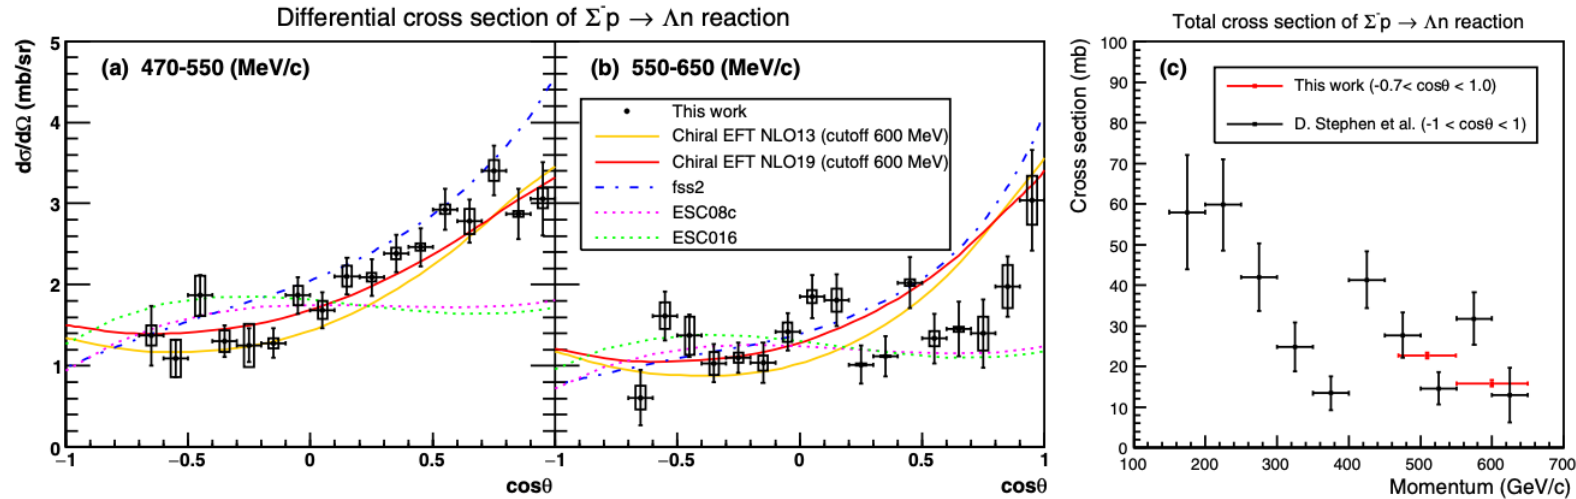 Differential cross section of Σ⁻p → Λn reaction
dσ/dΩ (mb/sr)
5
4
3
2
1
0
(a) 470-550 (MeV/c)
(b) 550-650 (MeV/c)
This work
Chiral EFT NLO13 (cutoff 600 MeV)
Chiral EFT NLO19 (cutoff 600 MeV)
fss2
ESC08c
ESC016
−1 −0.5 0 0.5 −1 −0.5 0 0.5 1
cosθ cosθ
Total cross section of Σ⁻p → Λn reaction
Cross section (mb)
100
90
80
70
60
50
40
30
20
10
0
(c)
This work (-0.7< cosθ < 1.0)
D. Stephen et al. (-1 < cosθ < 1)
100 200 300 400 500 600 700
Momentum (GeV/c)